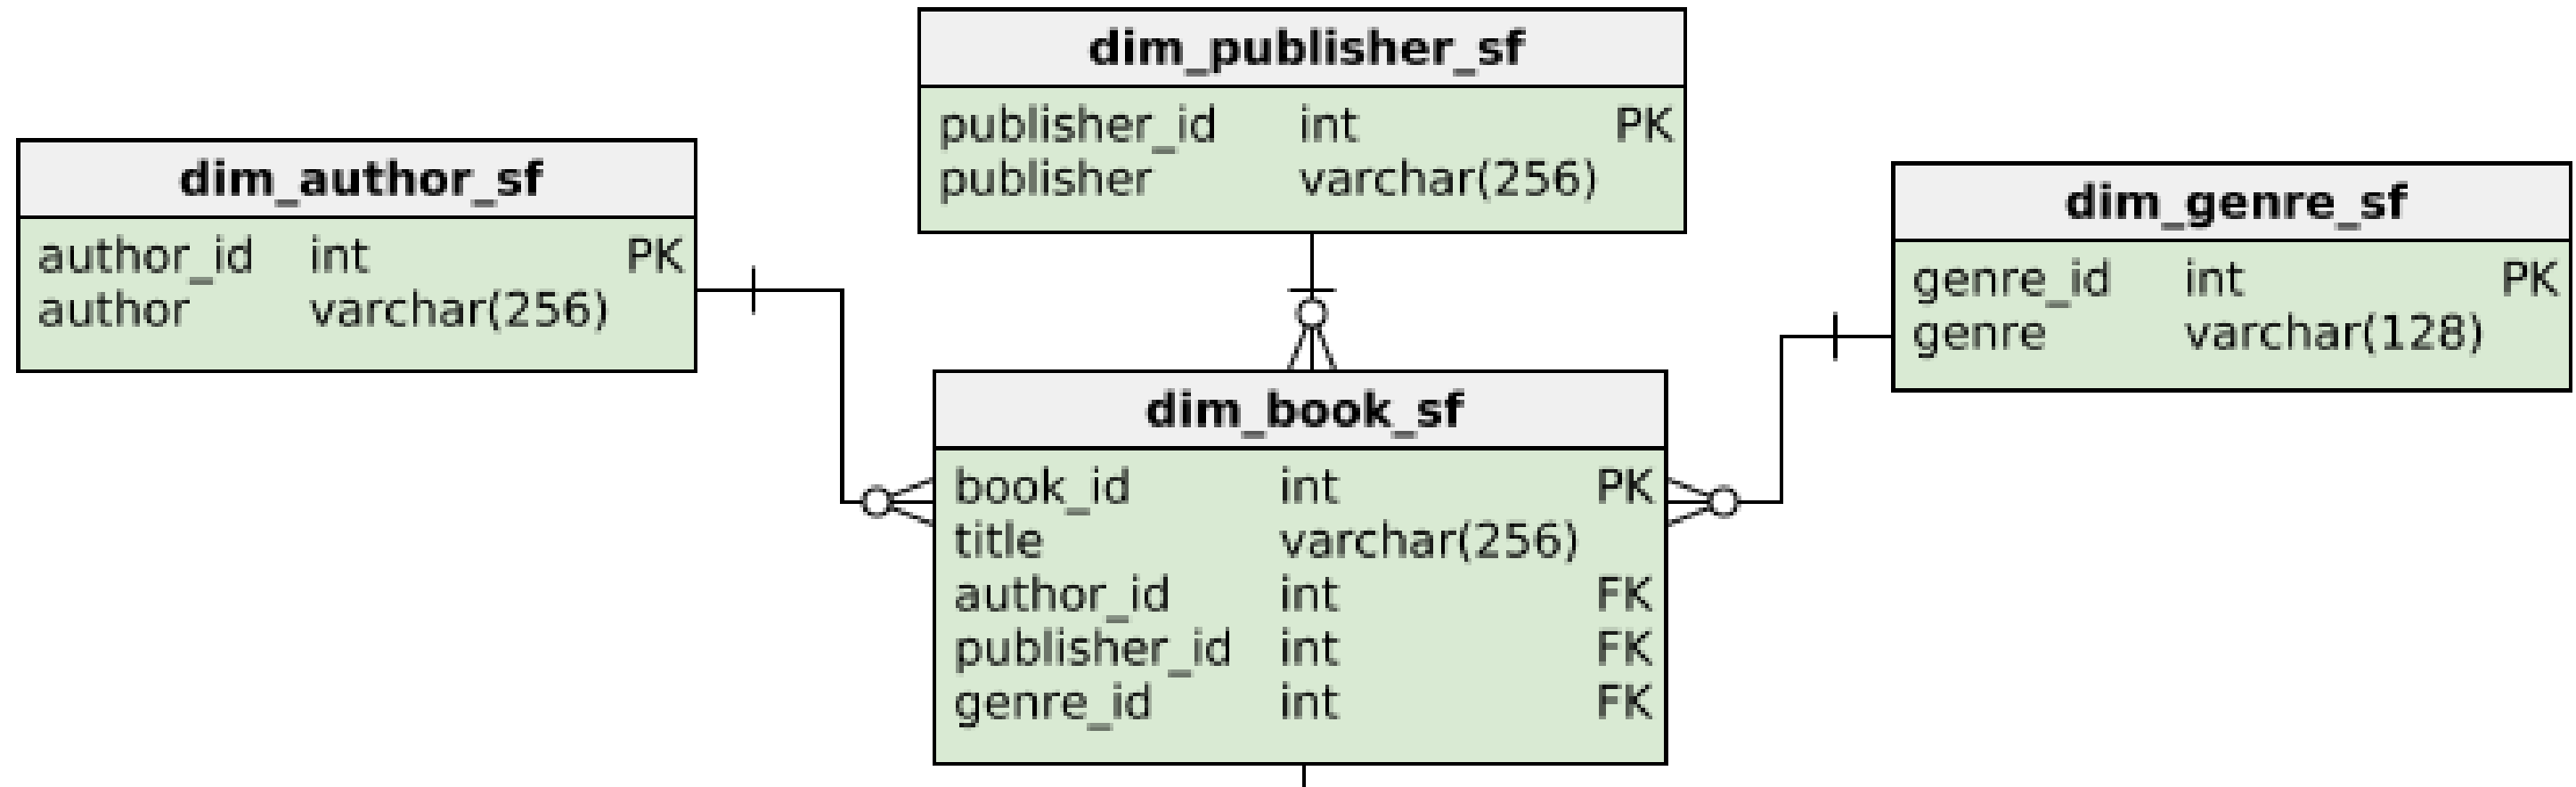 dim_publisher_sf
publisher_id int PK
publisher varchar(256)
dim_author_sf
author_id int PK
author varchar(256)
dim_genre_sf
genre_id int PK
genre varchar(128)
dim_book_sf
book_id int PK
title varchar(256)
author_id int FK
publisher_id int FK
genre_id int FK